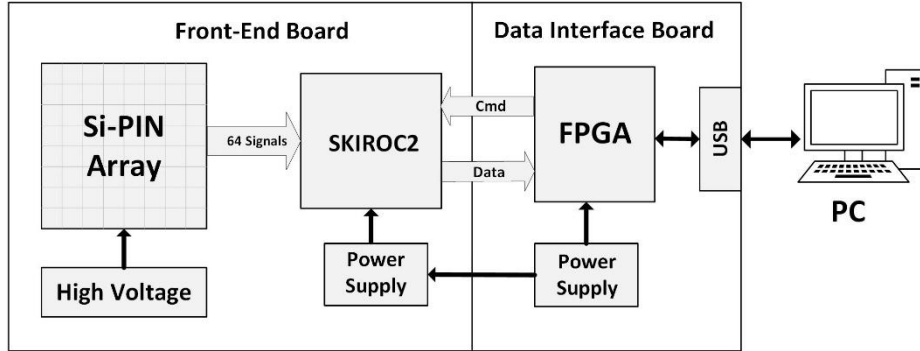 Front-End Board
Data Interface Board
Si-PIN
Array
64 Signals
SKIROC2
Cmd
Data
FPGA
USB
PC
High Voltage
Power
Supply
Power
Supply